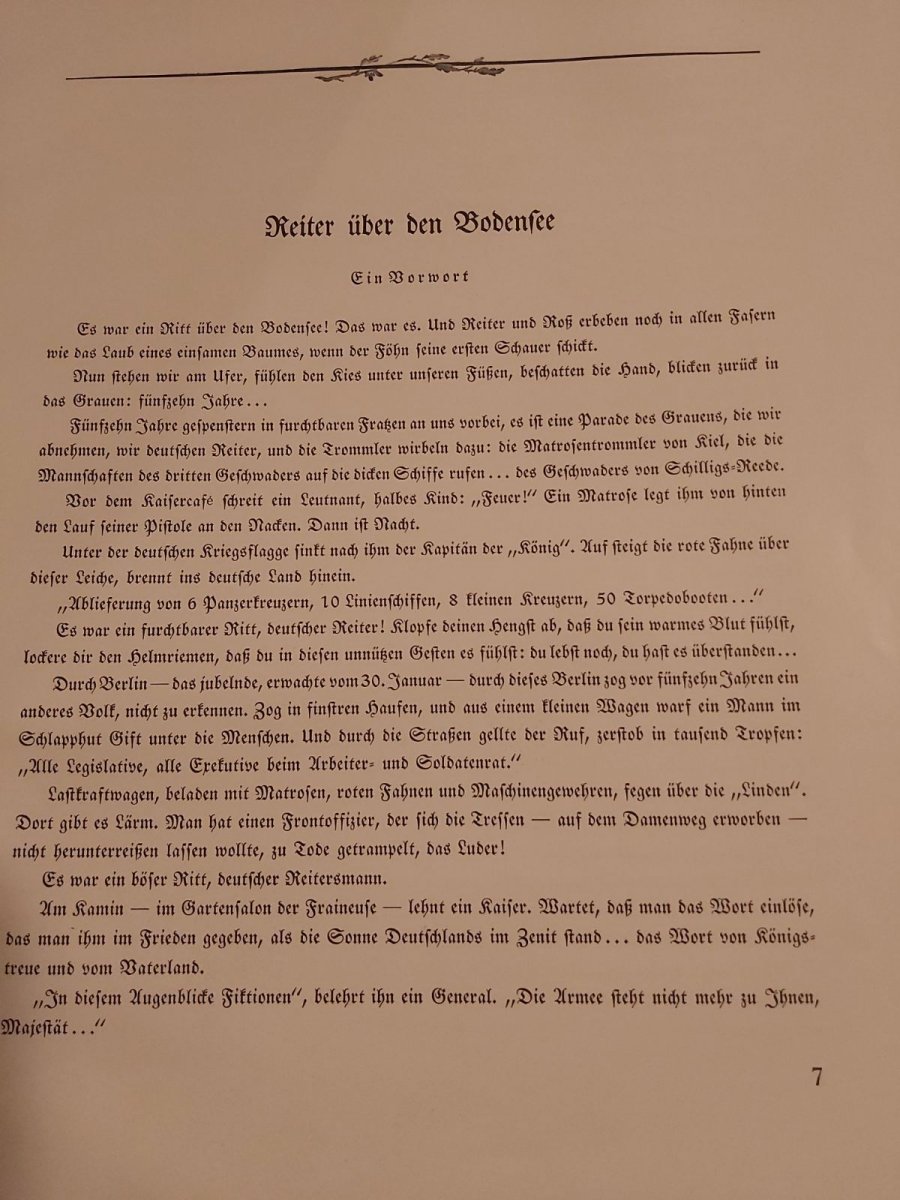 Reiter über den Bodensee
Ein Vorwort
Es war ein Ritt über den Bodensee! Das war es. Und Reiter und Roß erbeben noch in allen Fasern
wie das Laub eines einsamen Baumes, wenn der Föhn seine ersten Schauer schickt.
Nun stehen wir am Ufer, fühlen den Kies unter unseren Füßen, beschatten die Hand, blicken zurück in
das Grauen: fünfzehn Jahre...
Fünfzehn Jahre gespenstern in furchtbaren Fratzen an uns vorbei, es ist eine Parade des Grauens, die wir
abnehmen, wir deutschen Reiter, und die Trommler wirbeln dazu: die Matrosentrommler von Kiel, die die
Mannschaften des dritten Geschwaders auf die dicken Schiffe rufen... des Geschwaders von Schilligs-Reede.
Vor dem Kaisercafé schreit ein Leutnant, halbes Kind: „Feuer!“ Ein Matrose legt ihm von hinten
den Lauf seiner Pistole an den Nacken. Dann ist Nacht.
Unter der deutschen Kriegsflagge sinkt nach ihm der Kapitän der „König“. Auf steigt die rote Fahne über
dieser Leiche, brennt ins deutsche Land hinein.
„Ablieferung von 6 Panzerkreuzern, 10 Linienschiffen, 8 kleinen Kreuzern, 50 Torpedobooten...“
Es war ein furchtbarer Ritt, deutscher Reiter! Klopfe deinen Hengst ab, daß du sein warmes Blut fühlst,
lockere dir den Helmriemen, daß du in diesen unnützen Gesten es fühlst: du lebst noch, du hast es überstanden...
Durch Berlin — das jubelnde, erwachte vom 30. Januar — durch dieses Berlin zog vor fünfzehn Jahren ein
anderes Volk, nicht zu erkennen. Zog in finstren Haufen, und aus einem kleinen Wagen warf ein Mann im
Schlapphut Gift unter die Menschen. Und durch die Straßen gellte der Ruf, zerstob in tausend Tropfen:
„Alle Legislative, alle Exekutive beim Arbeiter- und Soldatenrat.“
Lastkraftwagen, beladen mit Matrosen, roten Fahnen und Maschinengewehren, fegen über die „Linden“.
Dort gibt es Lärm. Man hat einen Frontoffizier, der sich die Tressen — auf dem Damenweg erworben —
nicht herunterreißen lassen wollte, zu Tode getrampelt, das Luder!
Es war ein böser Ritt, deutscher Reitersmann.
Am Kamin — im Gartensalon der Fraineuse — lehnt ein Kaiser. Wartet, daß man das Wort einlöse,
das man ihm im Frieden gegeben, als die Sonne Deutschlands im Zenit stand... das Wort von Königs-
treue und vom Vaterland.
„In diesem Augenblicke Fiktionen“, belehrt ihn ein General. „Die Armee steht nicht mehr zu Ihnen,
Majestät...“
7